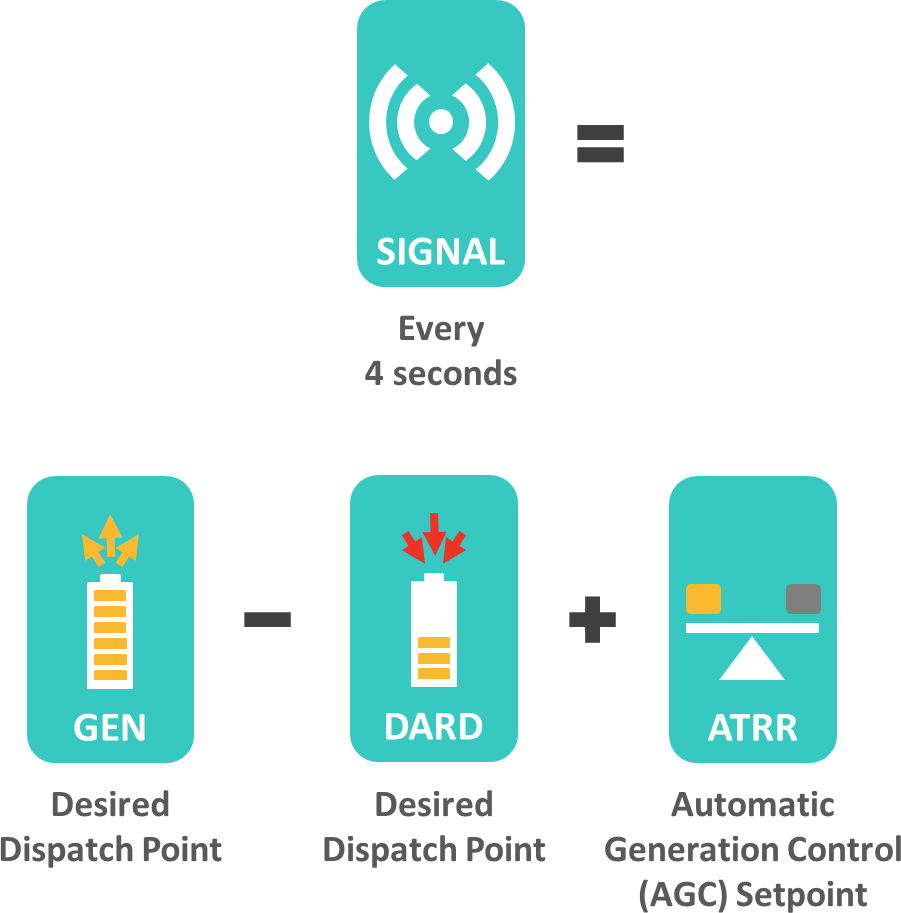 SIGNAL =
Every
4 seconds
GEN - DARD + ATRR
Desired
Dispatch Point
Desired
Dispatch Point
Automatic
Generation Control
(AGC) Setpoint